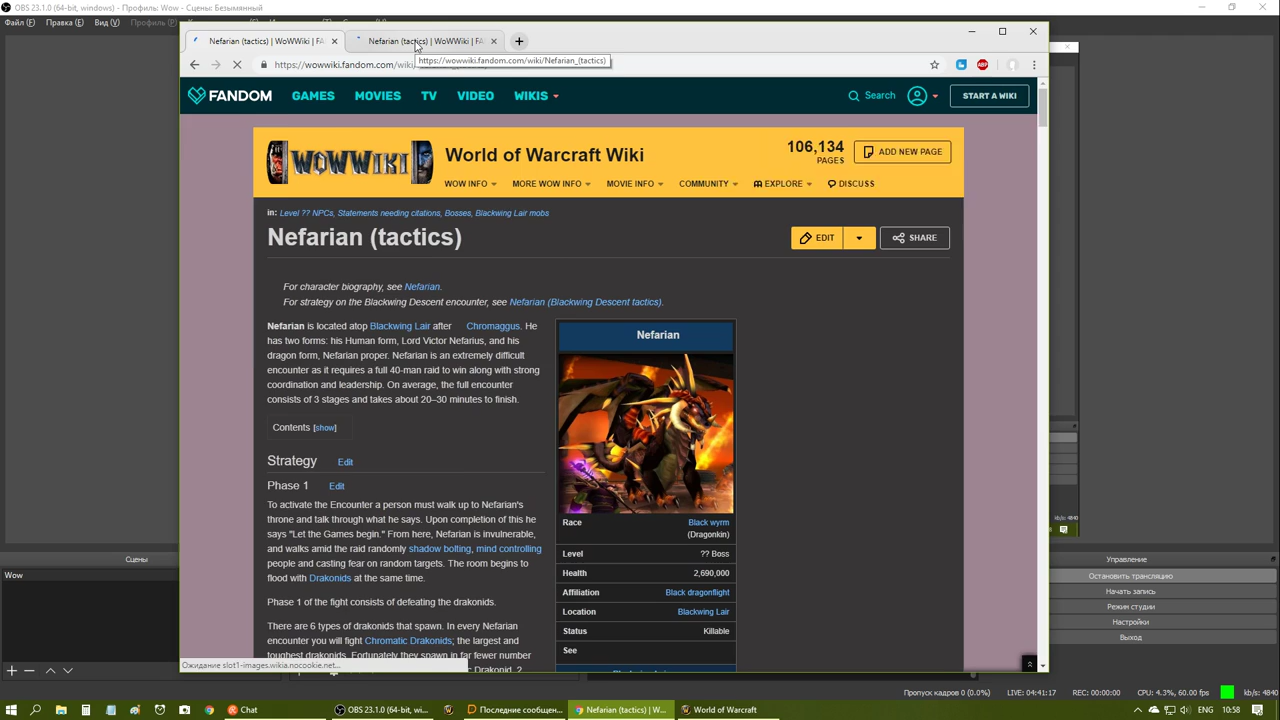 OBS 23.1.0 (64-bit, windows) - Профиль: Wow - Сцены: Безымянный
Файл (F) Правка (E) Вид (V) Профиль (P)
Nefarian (tactics) | WoWWiki | FA
Nefarian (tactics) | WoWWiki | FA
https://wowwiki.fandom.com/wiki/Nefarian_(tactics)
https://wowwiki.fandom.com/wiki/
ABP
FANDOM GAMES MOVIES TV VIDEO WIKIS Search START A WIKI
WOWWIKI
World of Warcraft Wiki
106,134
PAGES
ADD NEW PAGE
WOW INFO MORE WOW INFO MOVIE INFO COMMUNITY EXPLORE DISCUSS
in: Level ?? NPCs, Statements needing citations, Bosses, Blackwing Lair mobs
Nefarian (tactics)
EDIT
SHARE
For character biography, see Nefarian.
For strategy on the Blackwing Descent encounter, see Nefarian (Blackwing Descent tactics).
Nefarian is located atop Blackwing Lair after Chromaggus. He
has two forms: his Human form, Lord Victor Nefarius, and his
dragon form, Nefarian proper. Nefarian is an extremely difficult
encounter as it requires a full 40-man raid to win along with strong
coordination and leadership. On average, the full encounter
consists of 3 stages and takes about 20–30 minutes to finish.
Contents [show]
Strategy Edit
Phase 1 Edit
To activate the Encounter a person must walk up to Nefarian's
throne and talk through what he says. Upon completion of this he
says "Let the Games begin." From here, Nefarian is invulnerable,
and walks amid the raid randomly shadow bolting, mind controlling
people and casting fear on random targets. The room begins to
flood with Drakonids at the same time.
Phase 1 of the fight consists of defeating the drakonids.
There are 6 types of drakonids that spawn. In every Nefarian
encounter you will fight Chromatic Drakonids; the largest and
toughest drakonids. Fortunately they spawn in far fewer number
Nefarian
Race Black wyrm
(Dragonkin)
Level ?? Boss
Health 2,690,000
Affiliation Black dragonflight
Location Blackwing Lair
Status Killable
See
Ожидание slot1-images.wikia.nocookie.net...
Сцены
Wow
kb/s: 4840
Управление
Остановить трансляцию
Начать запись
Режим студии
Настройки
Выход
Пропуск кадров 0 (0.0%) LIVE: 04:41:17 REC: 00:00:00 CPU: 4.3%, 60.00 fps kb/s: 4840
Chat
OBS 23.1.0 (64-bit, wi...
Последние сообщен...
Nefarian (tactics) | W...
World of Warcraft
ENG 10:58